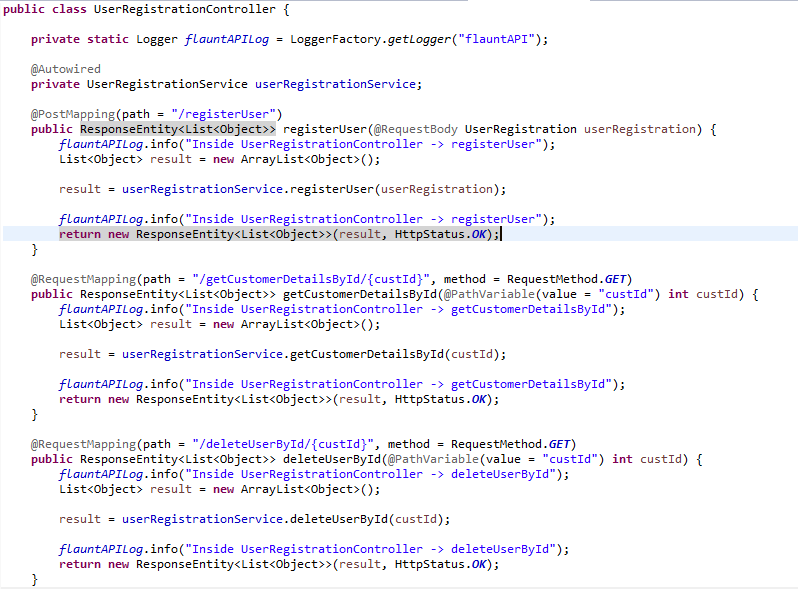 public class UserRegistrationController {
private static Logger flauntAPILog = LoggerFactory.getLogger("flauntAPI");
@Autowired
private UserRegistrationService userRegistrationService;
@PostMapping(path = "/registerUser")
public ResponseEntity<List<Object>> registerUser(@RequestBody UserRegistration userRegistration) {
flauntAPILog.info("Inside UserRegistrationController -> registerUser");
List<Object> result = new ArrayList<Object>();
result = userRegistrationService.registerUser(userRegistration);
flauntAPILog.info("Inside UserRegistrationController -> registerUser");
return new ResponseEntity<List<Object>>(result, HttpStatus.OK);
}
@RequestMapping(path = "/getCustomerDetailsById/{custId}", method = RequestMethod.GET)
public ResponseEntity<List<Object>> getCustomerDetailsById(@PathVariable(value = "custId") int custId) {
flauntAPILog.info("Inside UserRegistrationController -> getCustomerDetailsById");
List<Object> result = new ArrayList<Object>();
result = userRegistrationService.getCustomerDetailsById(custId);
flauntAPILog.info("Inside UserRegistrationController -> getCustomerDetailsById");
return new ResponseEntity<List<Object>>(result, HttpStatus.OK);
}
@RequestMapping(path = "/deleteUserById/{custId}", method = RequestMethod.GET)
public ResponseEntity<List<Object>> deleteUserById(@PathVariable(value = "custId") int custId) {
flauntAPILog.info("Inside UserRegistrationController -> deleteUserById");
List<Object> result = new ArrayList<Object>();
result = userRegistrationService.deleteUserById(custId);
flauntAPILog.info("Inside UserRegistrationController -> deleteUserById");
return new ResponseEntity<List<Object>>(result, HttpStatus.OK);
}